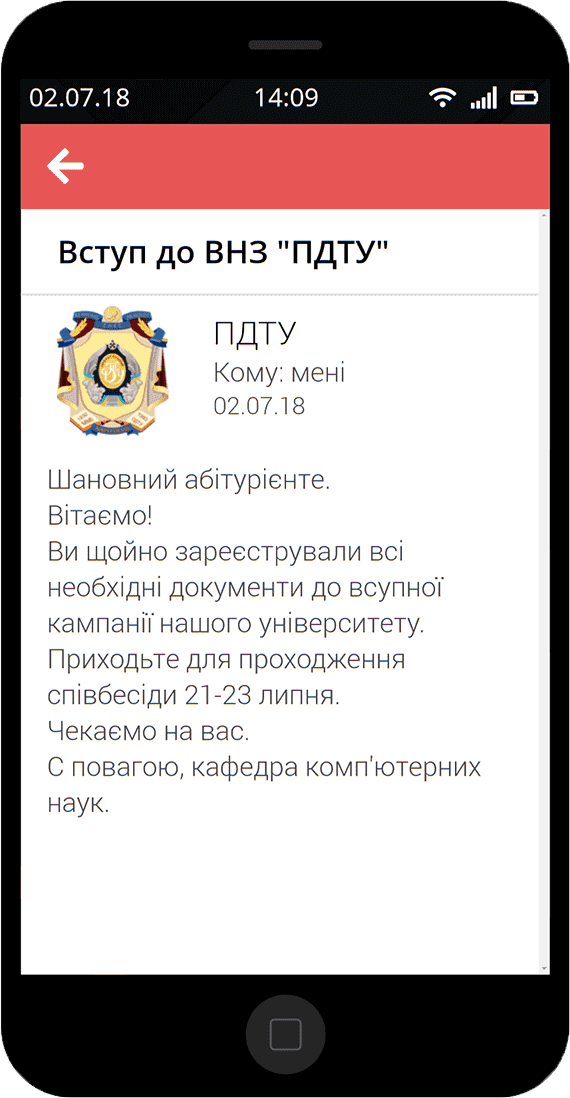 02.07.18 14:09
Вступ до ВНЗ "ПДТУ"
ПДТУ
Кому: мені
02.07.18
Шановний абітурієнте.
Вітаємо!
Ви щойно зареєстрували всі
необхідні документи до всупної
кампанії нашого університету.
Приходьте для проходження
співбесіди 21-23 липня.
Чекаємо на вас.
С повагою, кафедра комп'ютерних
наук.